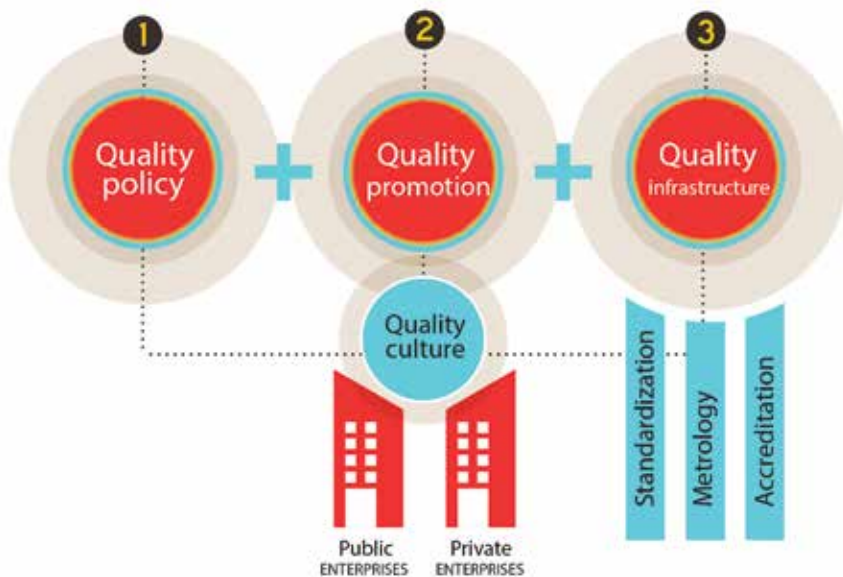 1
2
3
Quality
policy
Quality
promotion
Quality
infrastructure
Quality
culture
Standardization
Metrology
Accreditation
Public
ENTERPRISES
Private
ENTERPRISES